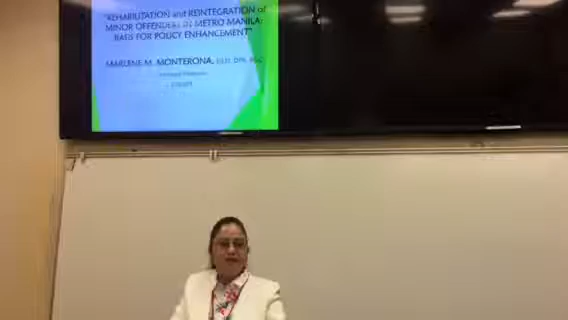 "REHABILITATION and REINTEGRATION of
MINOR OFFENDERS IN METRO MANILA:
BASIS FOR POLICY ENHANCEMENT"
MARLENE M. MONTERONA,